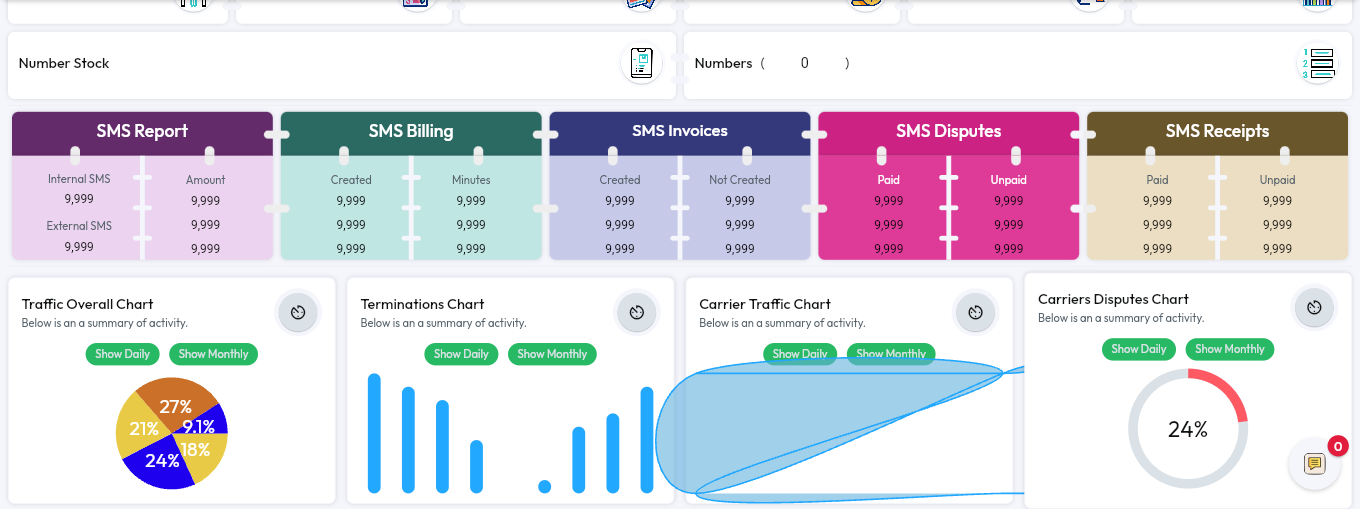 Number Stock
Numbers ( 0 )
1
2
3
SMS Report
Internal SMS Amount
9,999 9,999
External SMS 9,999
9,999 9,999
SMS Billing
Created Minutes
9,999 9,999
9,999 9,999
9,999 9,999
SMS Invoices
Created Not Created
9,999 9,999
9,999 9,999
9,999 9,999
SMS Disputes
Paid Unpaid
9,999 9,999
9,999 9,999
9,999 9,999
SMS Receipts
Paid Unpaid
9,999 9,999
9,999 9,999
9,999 9,999
Traffic Overall Chart
Below is an a summary of activity.
Show Daily Show Monthly
27%
21% 9.1%
18%
24%
Terminations Chart
Below is an a summary of activity.
Show Daily Show Monthly
Carrier Traffic Chart
Below is an a summary of activity.
Show Daily Show Monthly
Carriers Disputes Chart
Below is an a summary of activity.
Show Daily Show Monthly
24%
0